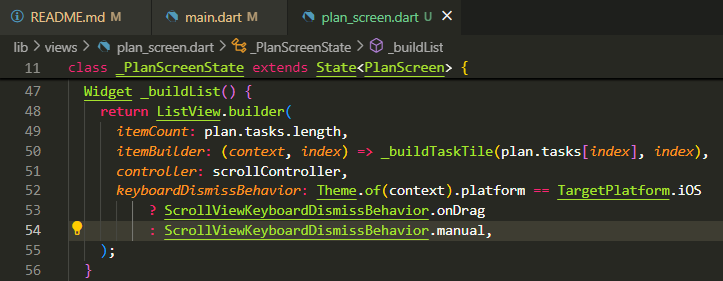 README.md M main.dart M plan_screen.dart U ×
lib > views > plan_screen.dart > _PlanScreenState > _buildList
11 class _PlanScreenState extends State<PlanScreen> {
47 Widget _buildList() {
48 return ListView.builder(
49 itemCount: plan.tasks.length,
50 itemBuilder: (context, index) => _buildTaskTile(plan.tasks[index], index),
51 controller: scrollController,
52 keyboardDismissBehavior: Theme.of(context).platform == TargetPlatform.iOS
53 ? ScrollViewKeyboardDismissBehavior.onDrag
54 : ScrollViewKeyboardDismissBehavior.manual,
55 );
56 }